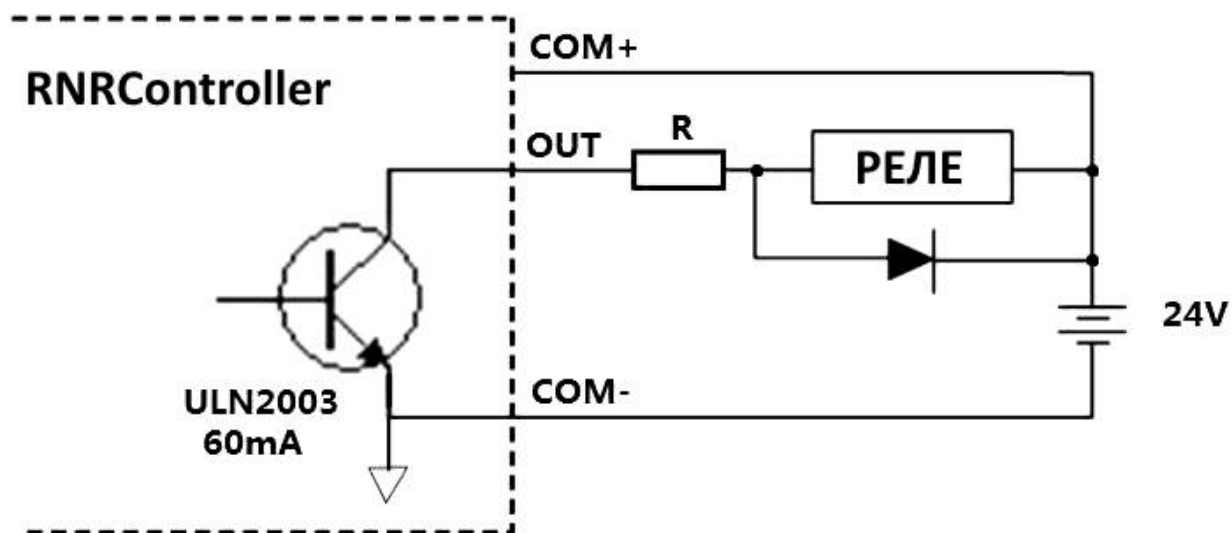 COM+
RNRController
R
OUT
РЕЛЕ
24V
COM-
ULN2003
60mA